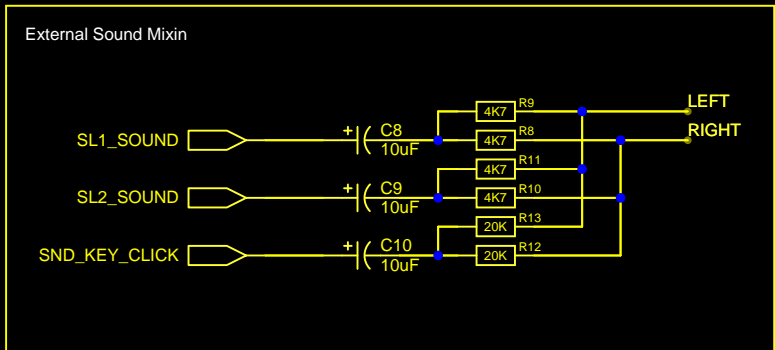 External Sound Mixin
4K7 R9 LEFT
SL1_SOUND + C8 10uF 4K7 R8 RIGHT
4K7 R11
SL2_SOUND + C9 10uF 4K7 R10
20K R13
SND_KEY_CLICK + C10 10uF 20K R12